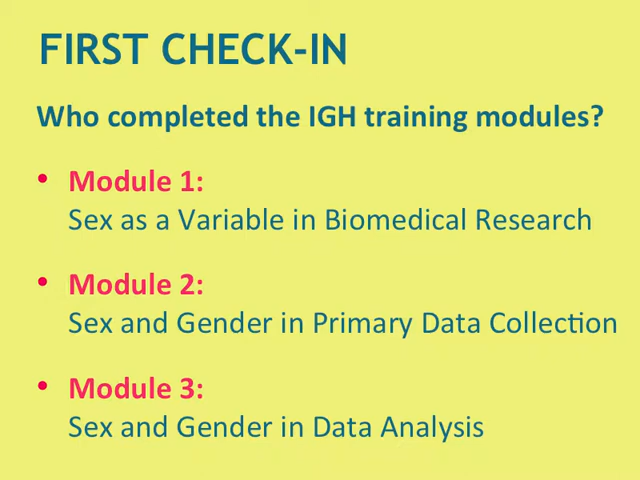 FIRST CHECK-IN
Who completed the IGH training modules?
• Module 1:
Sex as a Variable in Biomedical Research
• Module 2:
Sex and Gender in Primary Data Collection
• Module 3:
Sex and Gender in Data Analysis